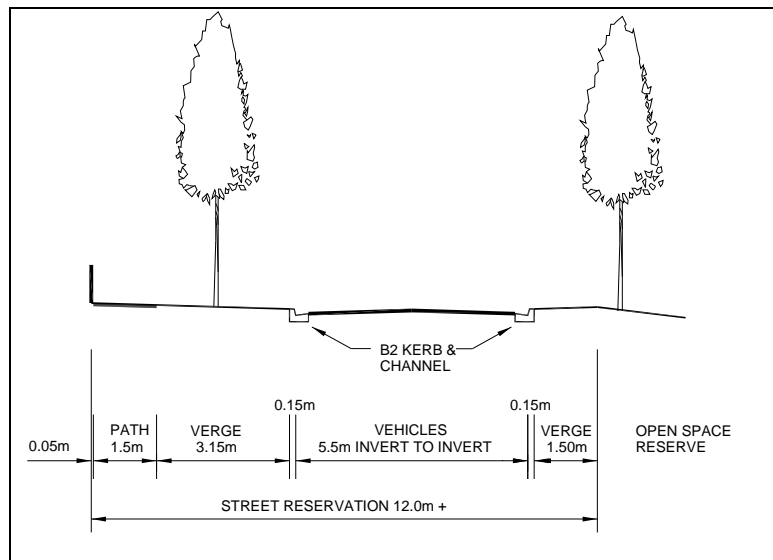 B2 KERB &
CHANNEL
0.05m
PATH
1.5m
VERGE
3.15m
0.15m
VEHICLES
5.5m INVERT TO INVERT
0.15m
VERGE
1.50m
OPEN SPACE
RESERVE
STREET RESERVATION 12.0m +